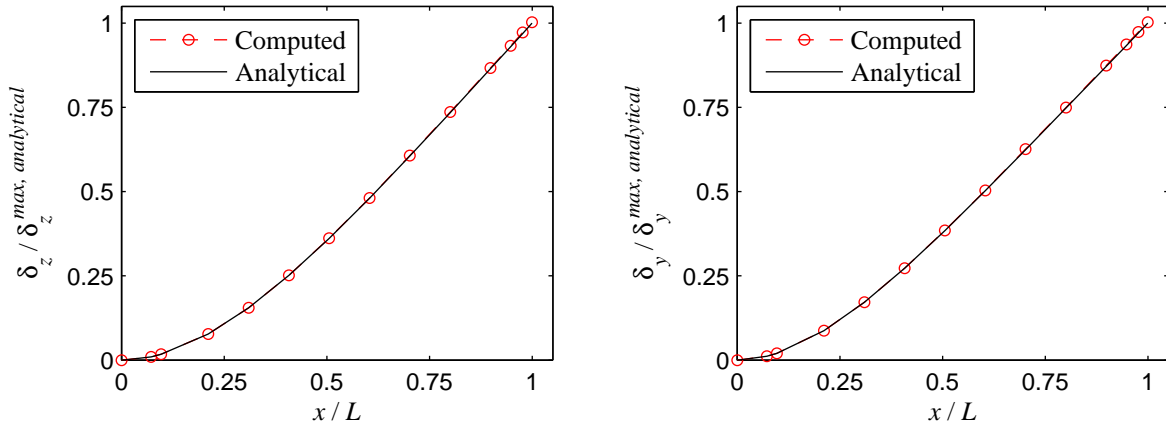 1
0.75
0.5
0.25
0
δz / δz^max, analytical
Computed
Analytical
0 0.25 0.5 0.75 1
x / L
1
0.75
0.5
0.25
0
δy / δy^max, analytical
Computed
Analytical
0 0.25 0.5 0.75 1
x / L